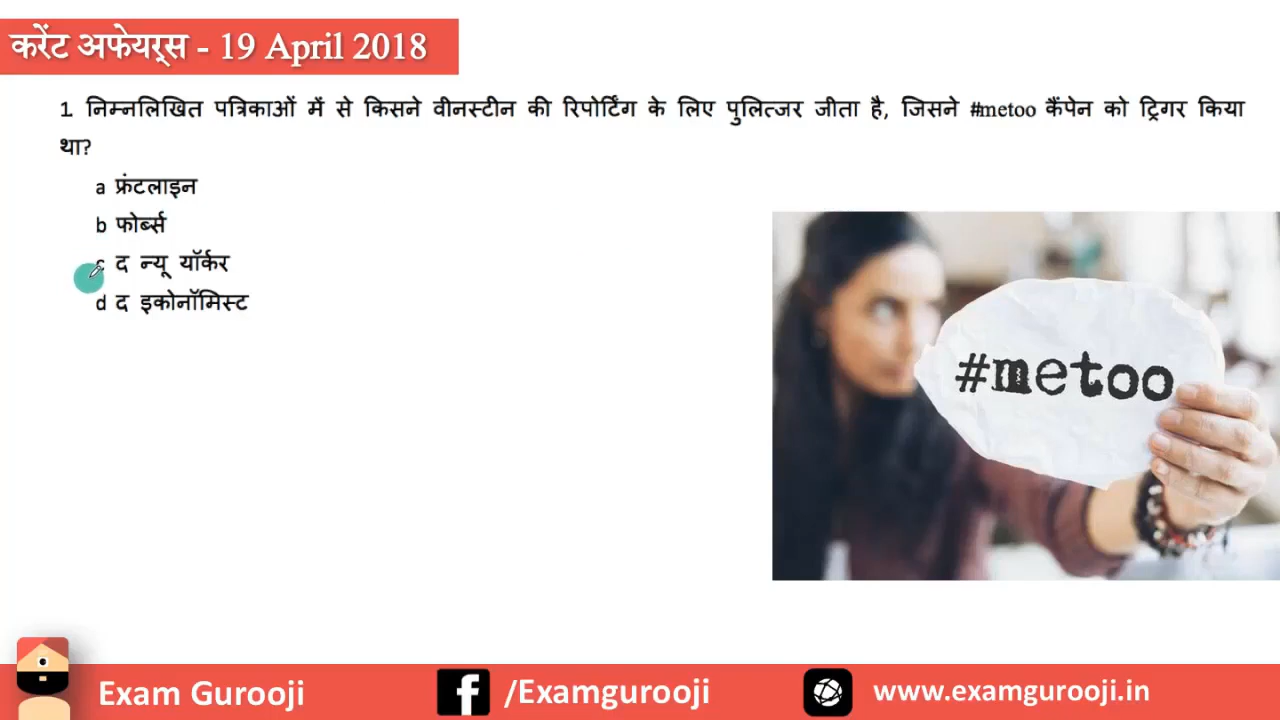 करेंट अफेयर्स - 19 April 2018
1 निम्नलिखित पत्रिकाओं में से किसने वीनस्टीन की रिपोर्टिंग के लिए पुलित्जर जीता है, जिसने #metoo कैंपेन को ट्रिगर किया
था?
a फ्रंटलाइन
b फोर्ब्स
c द न्यू यॉर्कर
d द इकोनॉमिस्ट
#metoo
Exam Gurooji
/Examgurooji
www.examgurooji.in